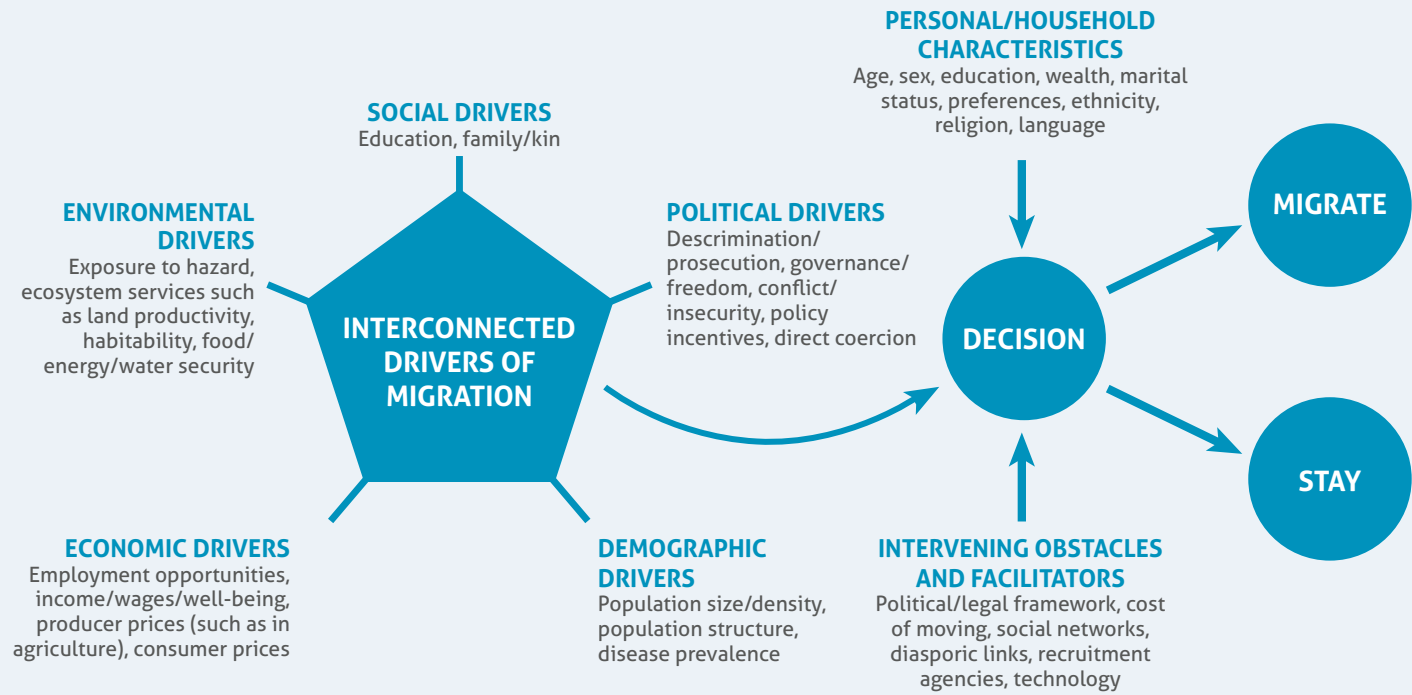 SOCIAL DRIVERS
Education, family/kin
ENVIRONMENTAL
DRIVERS
Exposure to hazard,
ecosystem services such
as land productivity,
habitability, food/
energy/water security
POLITICAL DRIVERS
Descrimination/
prosecution, governance/
freedom, conflict/
insecurity, policy
incentives, direct coercion
INTERCONNECTED
DRIVERS OF
MIGRATION
ECONOMIC DRIVERS
Employment opportunities,
income/wages/well-being,
producer prices (such as in
agriculture), consumer prices
DEMOGRAPHIC
DRIVERS
Population size/density,
population structure,
disease prevalence
PERSONAL/HOUSEHOLD
CHARACTERISTICS
Age, sex, education, wealth, marital
status, preferences, ethnicity,
religion, language
DECISION
INTERVENING OBSTACLES
AND FACILITATORS
Political/legal framework, cost
of moving, social networks,
diasporic links, recruitment
agencies, technology
MIGRATE
STAY